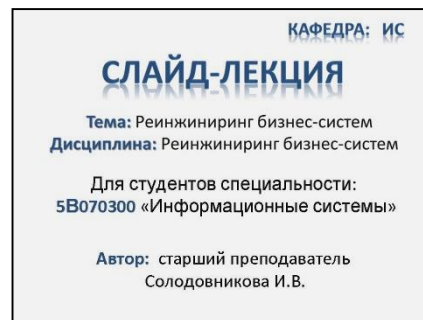 КАФЕДРА: ИС
СЛАЙД-ЛЕКЦИЯ
Тема: Реинжиниринг бизнес-систем
Дисциплина: Реинжиниринг бизнес-систем
Для студентов специальности:
5В070300 «Информационные системы»
Автор: старший преподаватель
Солодовникова И.В.